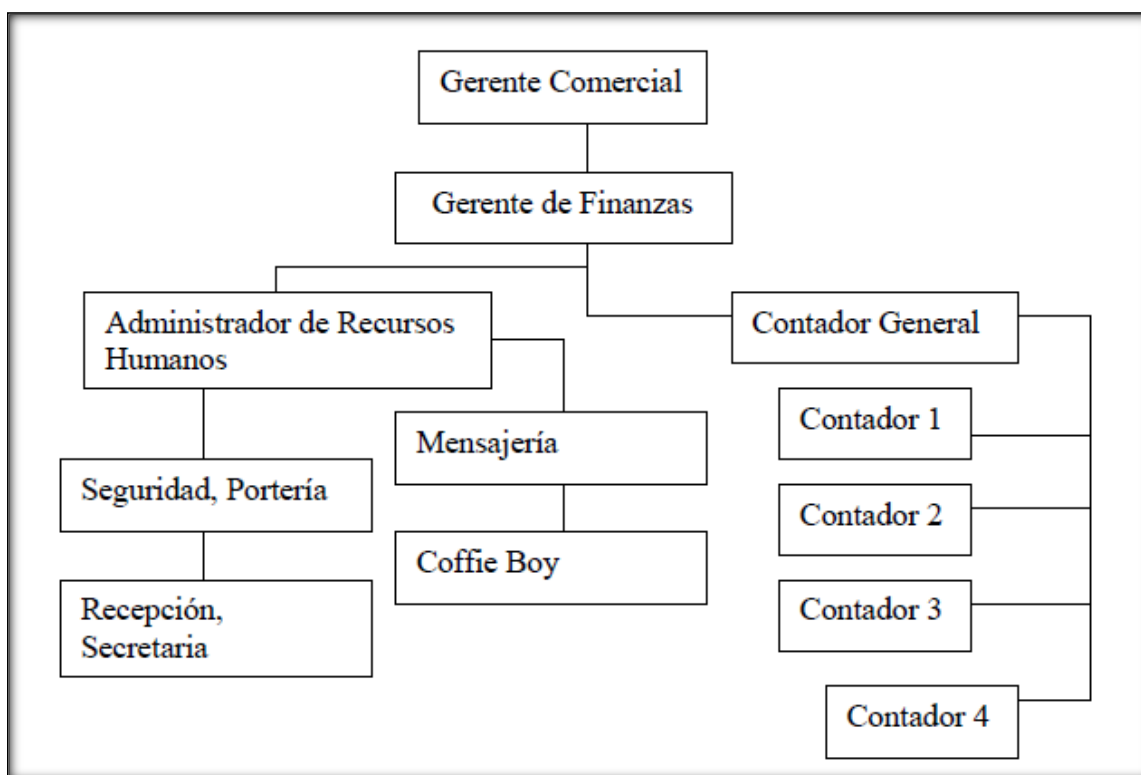 Gerente Comercial
Gerente de Finanzas
Administrador de Recursos
Humanos
Contador General
Mensajería
Contador 1
Seguridad, Portería
Contador 2
Coffie Boy
Recepción,
Secretaria
Contador 3
Contador 4